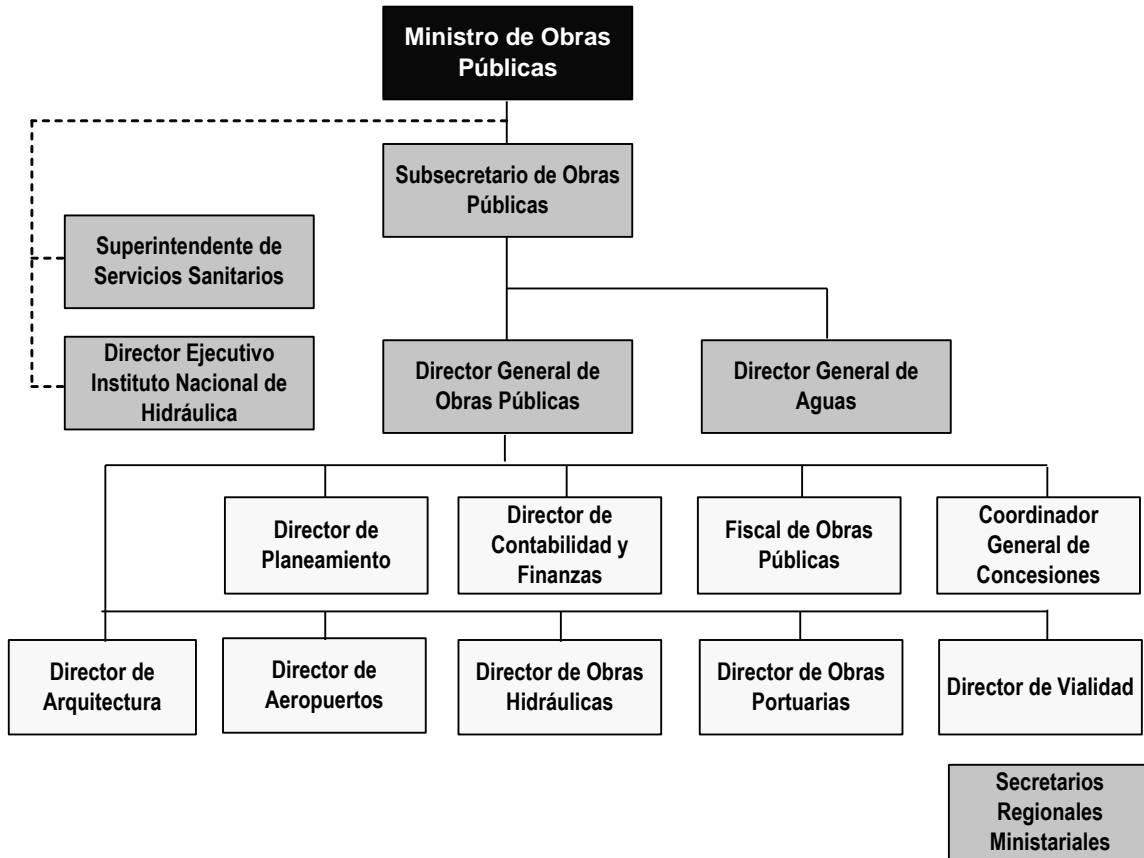 Ministro de Obras
Públicas
Subsecretario de Obras
Públicas
Superintendente de
Servicios Sanitarios
Director Ejecutivo
Instituto Nacional de
Hidráulica
Director General de
Obras Públicas
Director General de
Aguas
Director de
Planeamiento
Director de
Contabilidad y
Finanzas
Fiscal de Obras
Públicas
Coordinador
General de
Concesiones
Director de
Arquitectura
Director de
Aeropuertos
Director de Obras
Hidráulicas
Director de Obras
Portuarias
Director de Vialidad
Secretarios
Regionales
Ministariales